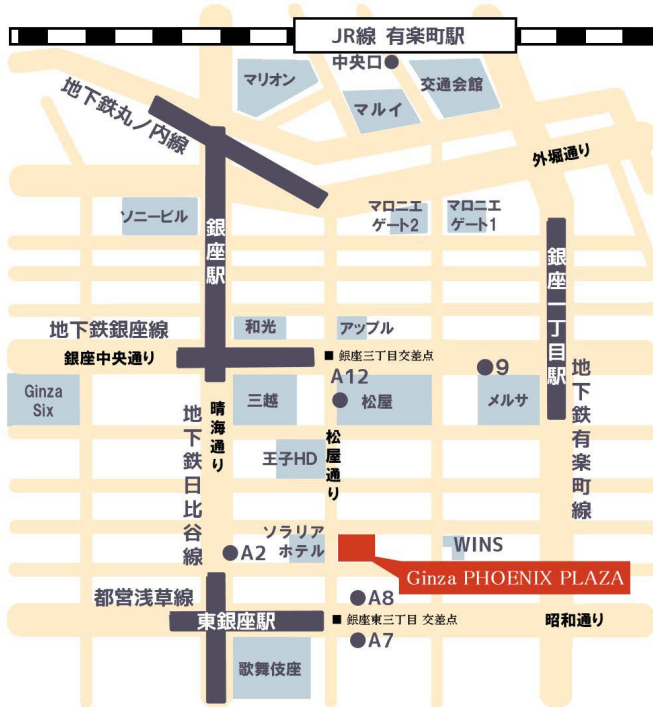 JR線 有楽町駅
中央口
マリオン
交通会館
マルイ
地下鉄丸ノ内線
外堀通り
ソニービル
マロニエ
ゲート2
マロニエ
ゲート1
銀座駅
銀座一丁目駅
地下鉄銀座線
和光
アップル
銀座中央通り
銀座三丁目交差点
A12
9
Ginza
Six
三越
松屋
メルサ
地下鉄有楽町線
地下鉄日比谷線
晴海通り
松屋通り
王子HD
ソラリア
ホテル
A2
WINS
Ginza PHOENIX PLAZA
都営浅草線
A8
東銀座駅
銀座東三丁目 交差点
昭和通り
A7
歌舞伎座